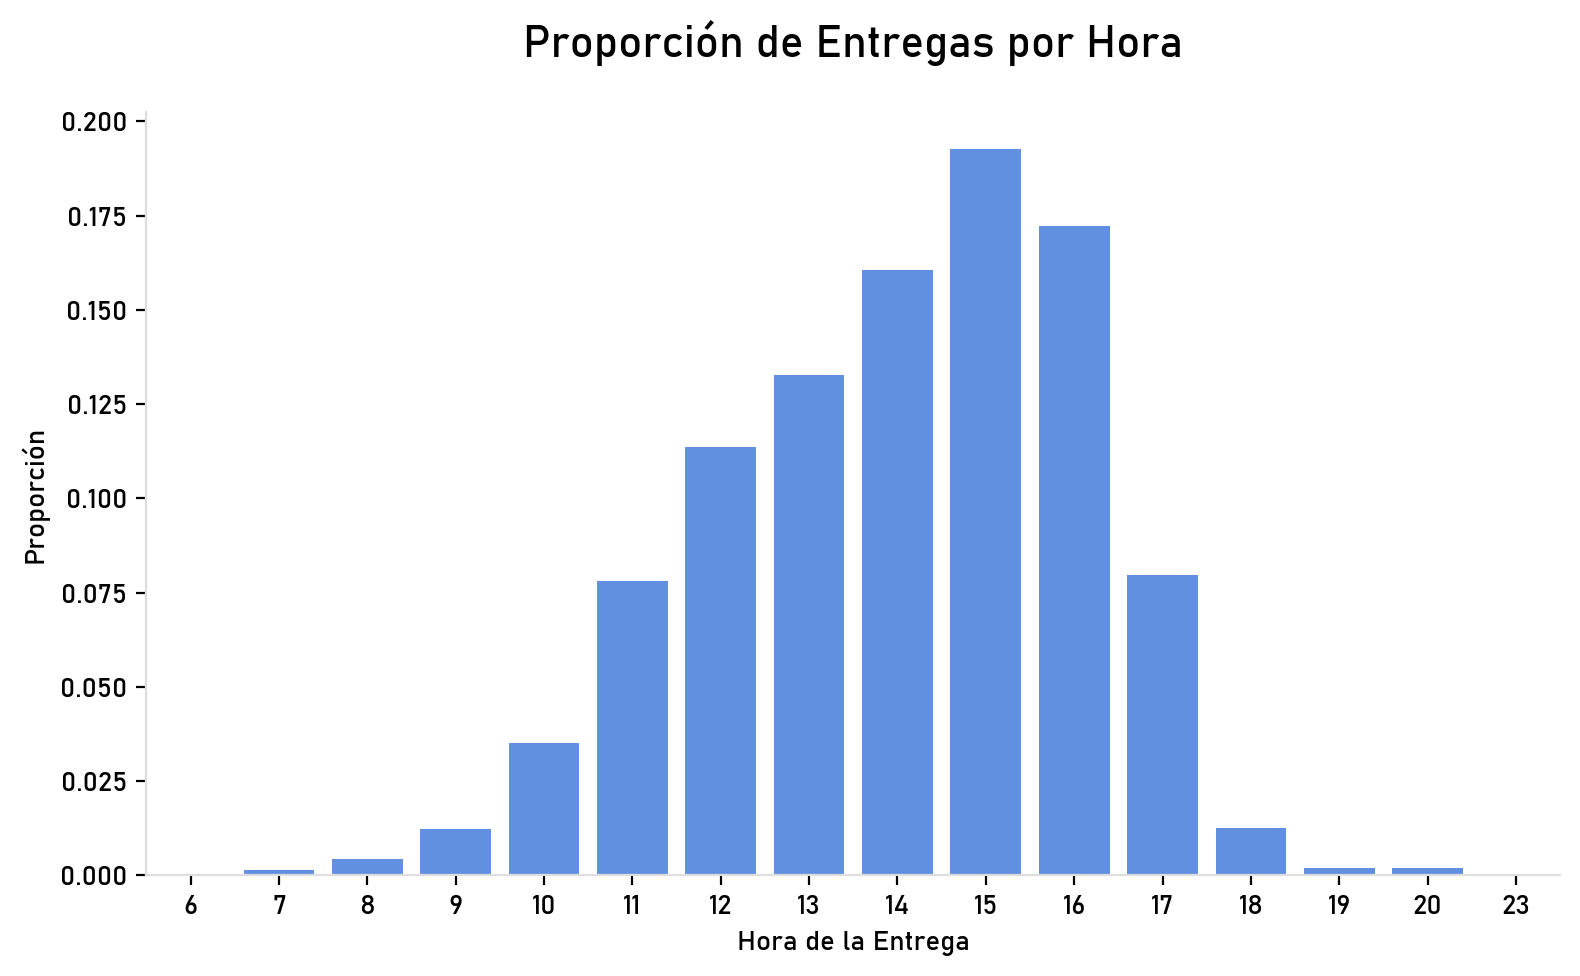 Proporción de Entregas por Hora
0.200
0.175
0.150
0.125
0.100
0.075
0.050
0.025
0.000
Proporción
6 7 8 9 10 11 12 13 14 15 16 17 18 19 20 23
Hora de la Entrega